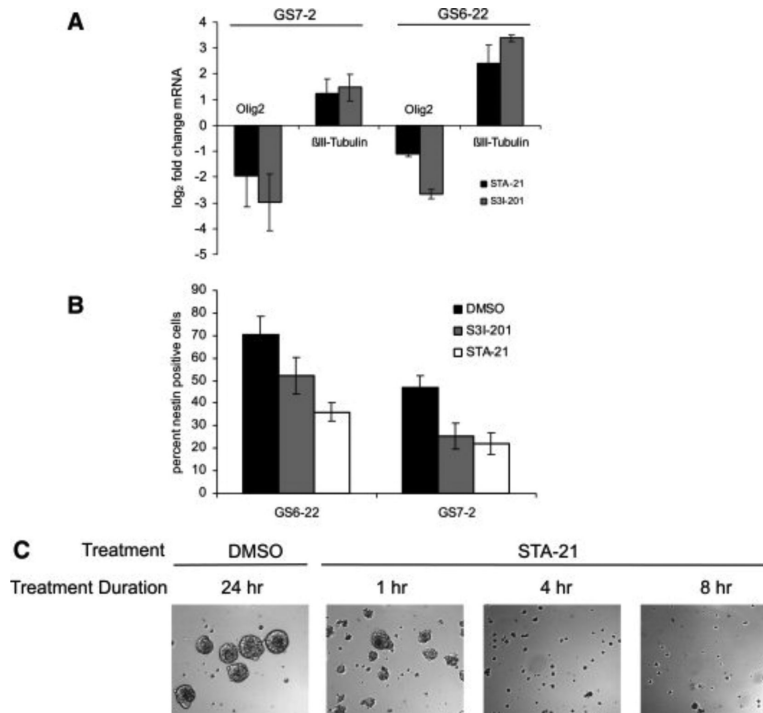 A
GS7-2 GS6-22
log2 fold change mRNA
4
3
2
1
0
-1
-2
-3
-4
-5
Olig2 Olig2
ßIII-Tubulin ßIII-Tubulin
STA-21
S3I-201
B
percent nestin positive cells
90
80
70
60
50
40
30
20
10
0
DMSO
S3I-201
STA-21
GS6-22 GS7-2
C Treatment DMSO STA-21
Treatment Duration 24 hr 1 hr 4 hr 8 hr